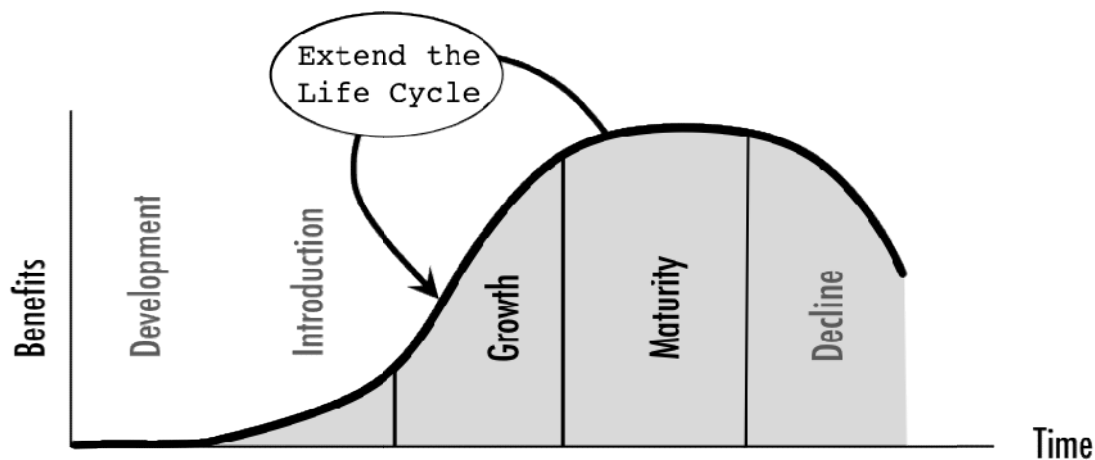 Extend the
Life Cycle
Benefits
Development
Introduction
Growth
Maturity
Decline
Time